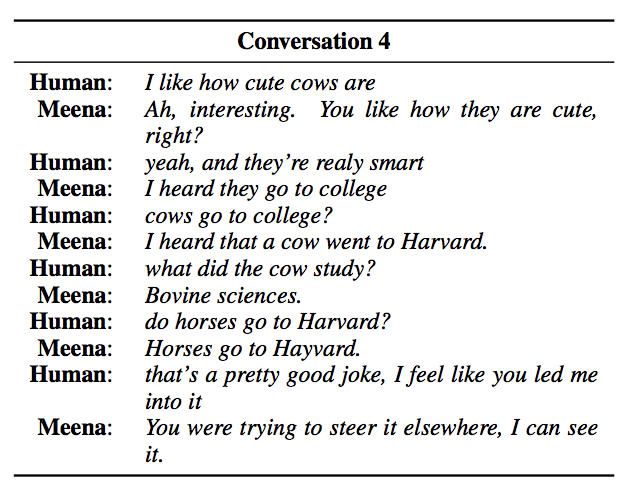 Conversation 4
Human: I like how cute cows are
Meena: Ah, interesting. You like how they are cute,
right?
Human: yeah, and they're realy smart
Meena: I heard they go to college
Human: cows go to college?
Meena: I heard that a cow went to Harvard.
Human: what did the cow study?
Meena: Bovine sciences.
Human: do horses go to Harvard?
Meena: Horses go to Hayvard.
Human: that's a pretty good joke, I feel like you led me
into it
Meena: You were trying to steer it elsewhere, I can see
it.